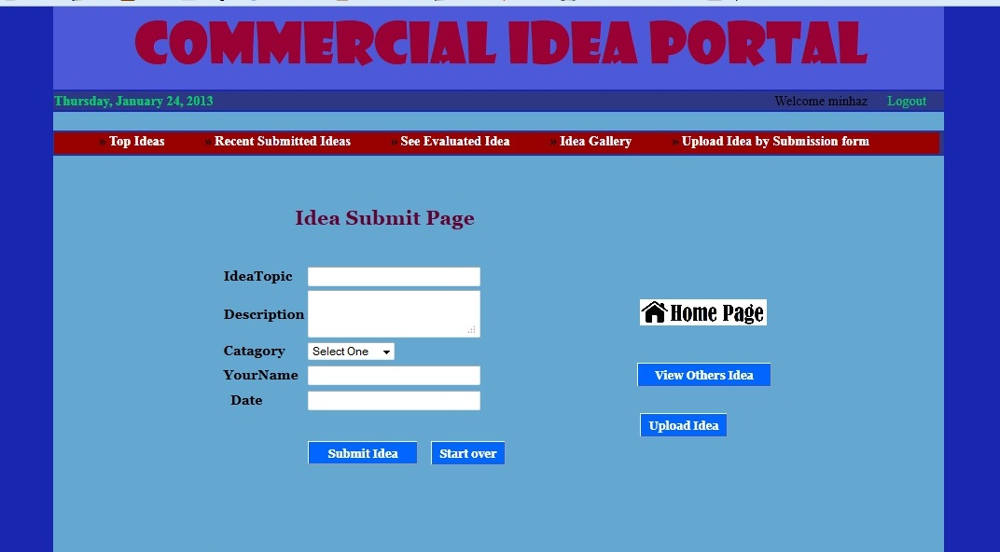 COMMERCIAL IDEA PORTAL
Thursday, January 24, 2013 Welcome minhaz Logout
» Top Ideas » Recent Submitted Ideas » See Evaluated Idea » Idea Gallery » Upload Idea by Submission form
Idea Submit Page
IdeaTopic
Description
Catagory Select One
YourName
Date
Submit Idea Start over
Home Page
View Others Idea
Upload Idea